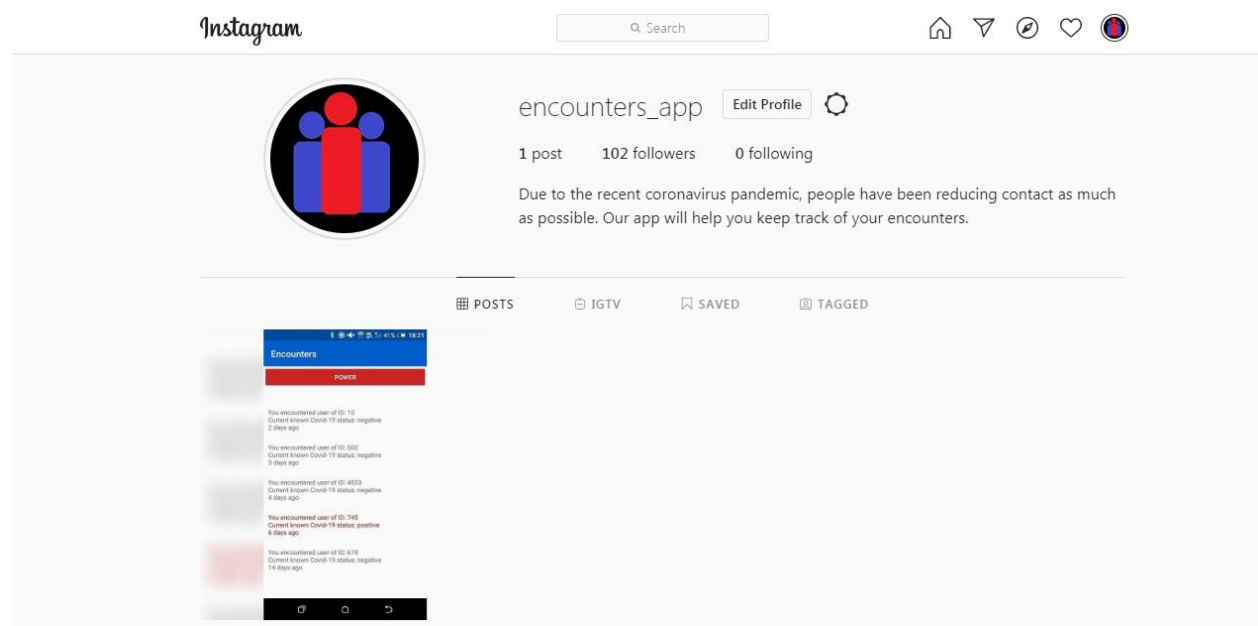 Instagram
Search
encounters_app Edit Profile
1 post 102 followers 0 following
Due to the recent coronavirus pandemic, people have been reducing contact as much
as possible. Our app will help you keep track of your encounters.
POSTS IGTV SAVED TAGGED
41% 18:21
Encounters
POWER
You encountered user of ID: 10
Current known Covid-19 status: negative
2 days ago
You encountered user of ID: 500
Current known Covid-19 status: negative
3 days ago
You encountered user of ID: 4553
Current known Covid-19 status: negative
4 days ago
You encountered user of ID: 745
Current known Covid-19 status: positive
6 days ago
You encountered user of ID: 678
Current known Covid-19 status: negative
14 days ago